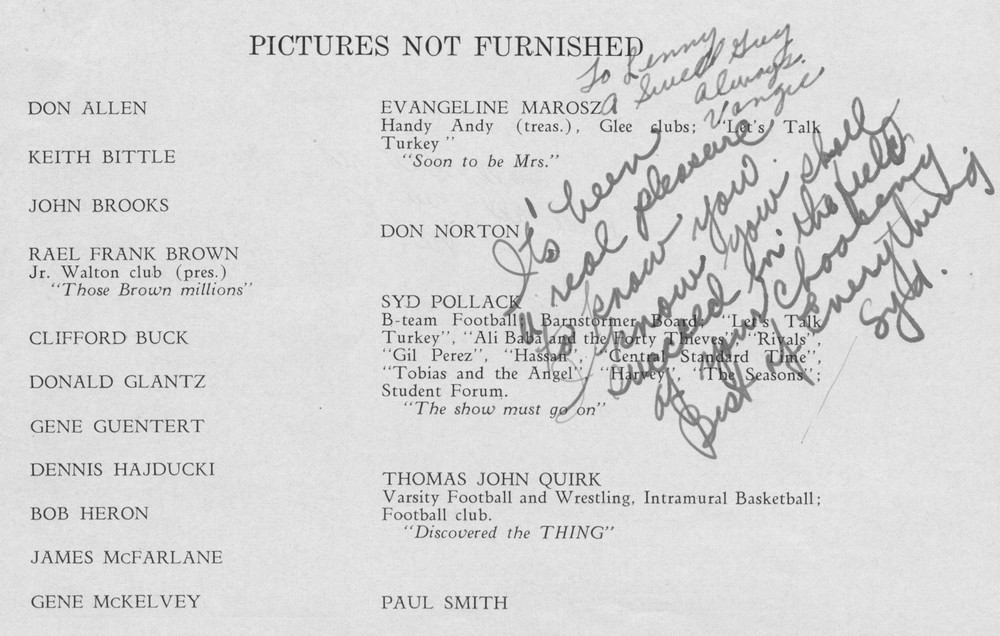 PICTURES NOT FURNISHED
DON ALLEN
KEITH BITTLE
JOHN BROOKS
RAEL FRANK BROWN
Jr. Walton club (pres.)
"Those Brown millions"
CLIFFORD BUCK
DONALD GLANTZ
GENE GUENTERT
DENNIS HAJDUCKI
BOB HERON
JAMES McFARLANE
GENE McKELVEY
EVANGELINE MAROSZ
Handy Andy (treas.), Glee clubs; "Let's Talk
Turkey"
"Soon to be Mrs."
DON NORTON
SYD POLLACK
B-team Football; Barnstormer Board; "Let's Talk
Turkey", "Ali Baba and the Forty Thieves", "Rivals",
"Gil Perez", "Hassan", "Central Standard Time",
"Tobias and the Angel", "Harvey", "The Seasons";
Student Forum.
"The show must go on"
THOMAS JOHN QUIRK
Varsity Football and Wrestling, Intramural Basketball;
Football club.
"Discovered the THING"
PAUL SMITH
To Lenny
A Sweet Guy
always.
Vangie
It's been
a real pleasure
to know you.
I know you shall
succeed in the field
of your choosing
Best of Everything
Syd.